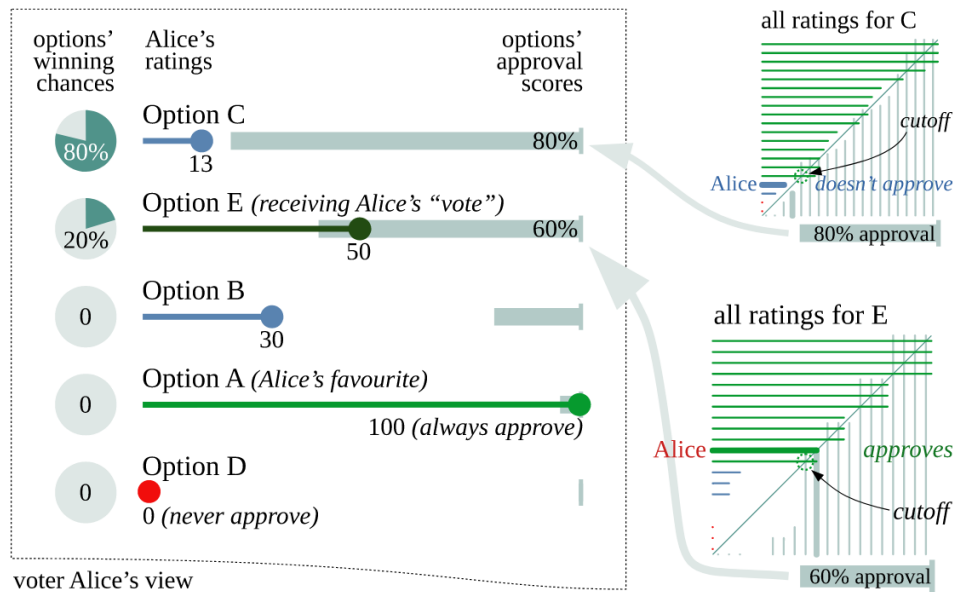 options’
winning
chances
Alice’s
ratings
options’
approval
scores
Option C
80%
13
80%
Option E (receiving Alice’s “vote”)
20%
50
60%
Option B
0
30
Option A (Alice’s favourite)
0
100 (always approve)
Option D
0
0 (never approve)
voter Alice’s view
all ratings for C
cutoff
Alice
doesn’t approve
80% approval
all ratings for E
Alice
approves
cutoff
60% approval